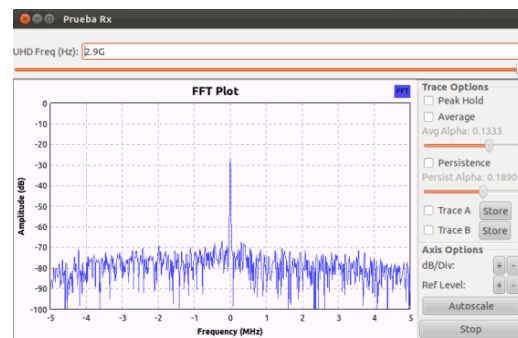 Prueba Rx
UHD Freq (Hz): 2.9G
FFT Plot
FFT
Trace Options
Peak Hold
Average
Avg Alpha: 0.1333
Persistence
Persist Alpha: 0.1890
Trace A Store
Trace B Store
Axis Options
dB/Div: + -
Ref Level: + -
Autoscale
Stop
Amplitude (dB)
0
-10
-20
-30
-40
-50
-60
-70
-80
-90
-100
-5 -4 -3 -2 -1 0 1 2 3 4 5
Frequency (MHz)